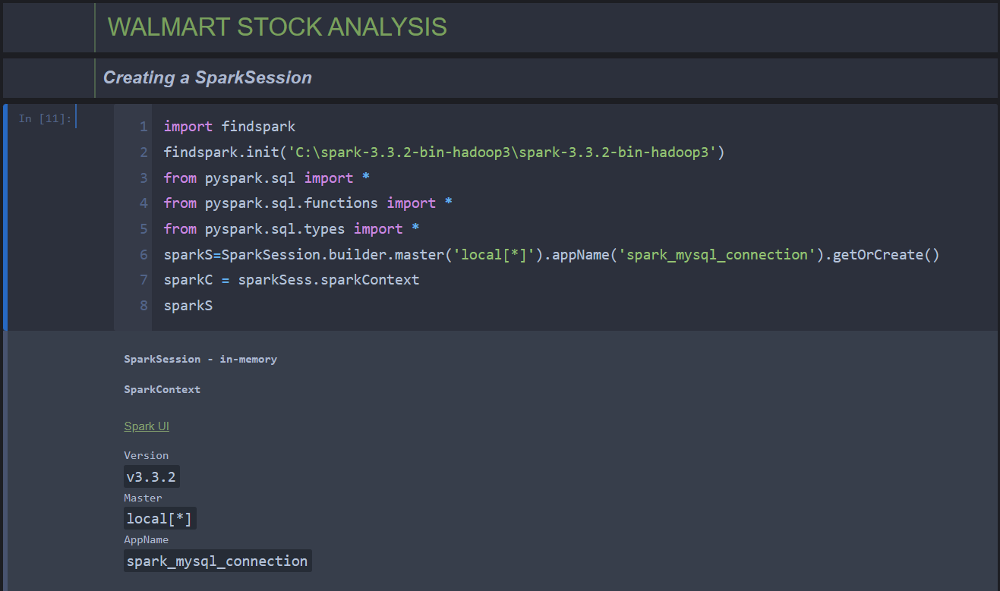 WALMART STOCK ANALYSIS
Creating a SparkSession
In [11]:
1 import findspark
2 findspark.init('C:\spark-3.3.2-bin-hadoop3\spark-3.3.2-bin-hadoop3')
3 from pyspark.sql import *
4 from pyspark.sql.functions import *
5 from pyspark.sql.types import *
6 sparkS=SparkSession.builder.master('local[*]').appName('spark_mysql_connection').getOrCreate()
7 sparkC = sparkSess.sparkContext
8 sparkS
SparkSession - in-memory
SparkContext
Spark UI
Version
v3.3.2
Master
local[*]
AppName
spark_mysql_connection